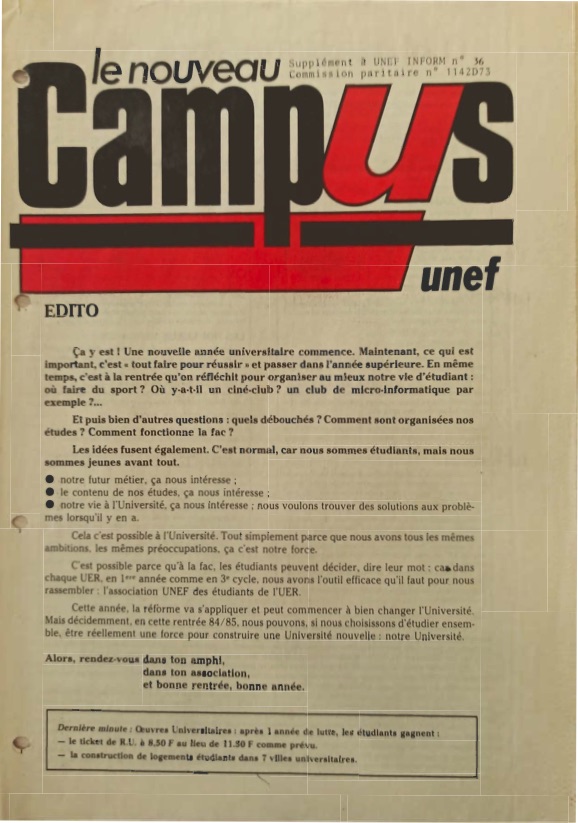 le nouveau
Supplément à UNEF INFORM n° 36
Commission paritaire n° 1142D73
Campus
unef
EDITO
Ça y est ! Une nouvelle année universitaire commence. Maintenant, ce qui est
important, c'est « tout faire pour réussir » et passer dans l'année supérieure. En même
temps, c'est à la rentrée qu'on réfléchit pour organiser au mieux notre vie d'étudiant :
où faire du sport ? Où y-a-t-il un ciné-club ? un club de micro-informatique par
exemple ?...
Et puis bien d'autres questions : quels débouchés ? Comment sont organisées nos
études ? Comment fonctionne la fac ?
Les idées fusent également. C'est normal, car nous sommes étudiants, mais nous
sommes jeunes avant tout.
● notre futur métier, ça nous intéresse ;
● le contenu de nos études, ça nous intéresse ;
● notre vie à l'Université, ça nous intéresse ; nous voulons trouver des solutions aux problè-
mes lorsqu'il y en a.
Cela c'est possible à l'Université. Tout simplement parce que nous avons tous les mêmes
ambitions, les mêmes préoccupations, ça c'est notre force.
C'est possible parce qu'à la fac, les étudiants peuvent décider, dire leur mot : car dans
chaque UER, en 1ère année comme en 3e cycle, nous avons l'outil efficace qu'il faut pour nous
rassembler : l'association UNEF des étudiants de l'UER.
Cette année, la réforme va s'appliquer et peut commencer à bien changer l'Université.
Mais décidemment, en cette rentrée 84/85, nous pouvons, si nous choisissons d'étudier ensem-
ble, être réellement une force pour construire une Université nouvelle : notre Université.
Alors, rendez-vous dans ton amphi,
dans ton association,
et bonne rentrée, bonne année.
Dernière minute : Œuvres Universitaires : après 1 année de lutte, les étudiants gagnent :
— le ticket de R.U. à 8.50 F au lieu de 11.20 F comme prévu.
— la construction de logements étudiants dans 7 villes universitaires.